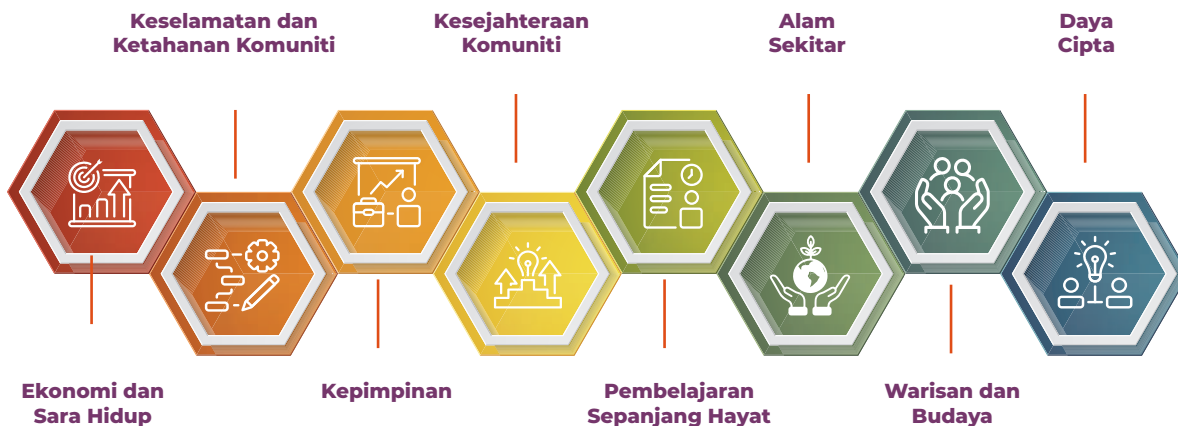 Keselamatan dan
Ketahanan Komuniti
Kesejahteraan
Komuniti
Alam
Sekitar
Daya
Cipta
Ekonomi dan
Sara Hidup
Kepimpinan
Pembelajaran
Sepanjang Hayat
Warisan dan
Budaya